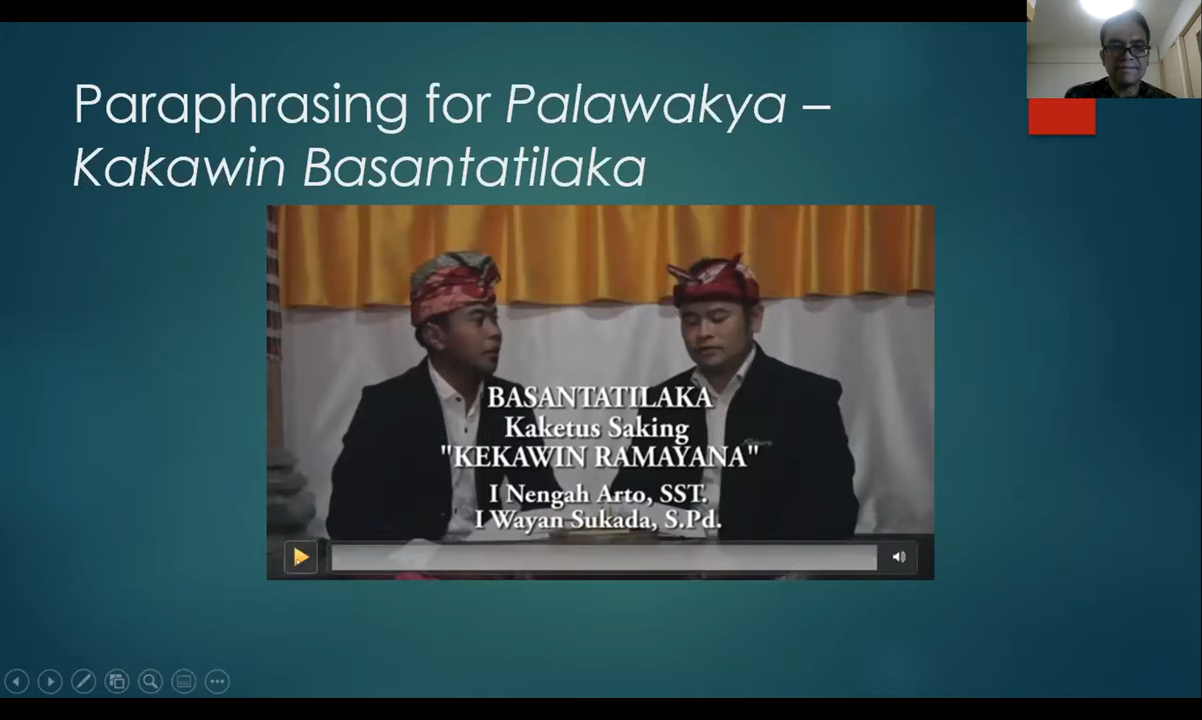 Paraphrasing for Palawakya –
Kakawin Basantatilaka
BASANTATILAKA
Kaketus Saking
"KEKAWIN RAMAYANA"
I Nengah Arto, SST.
I Wayan Sukada, S.Pd.